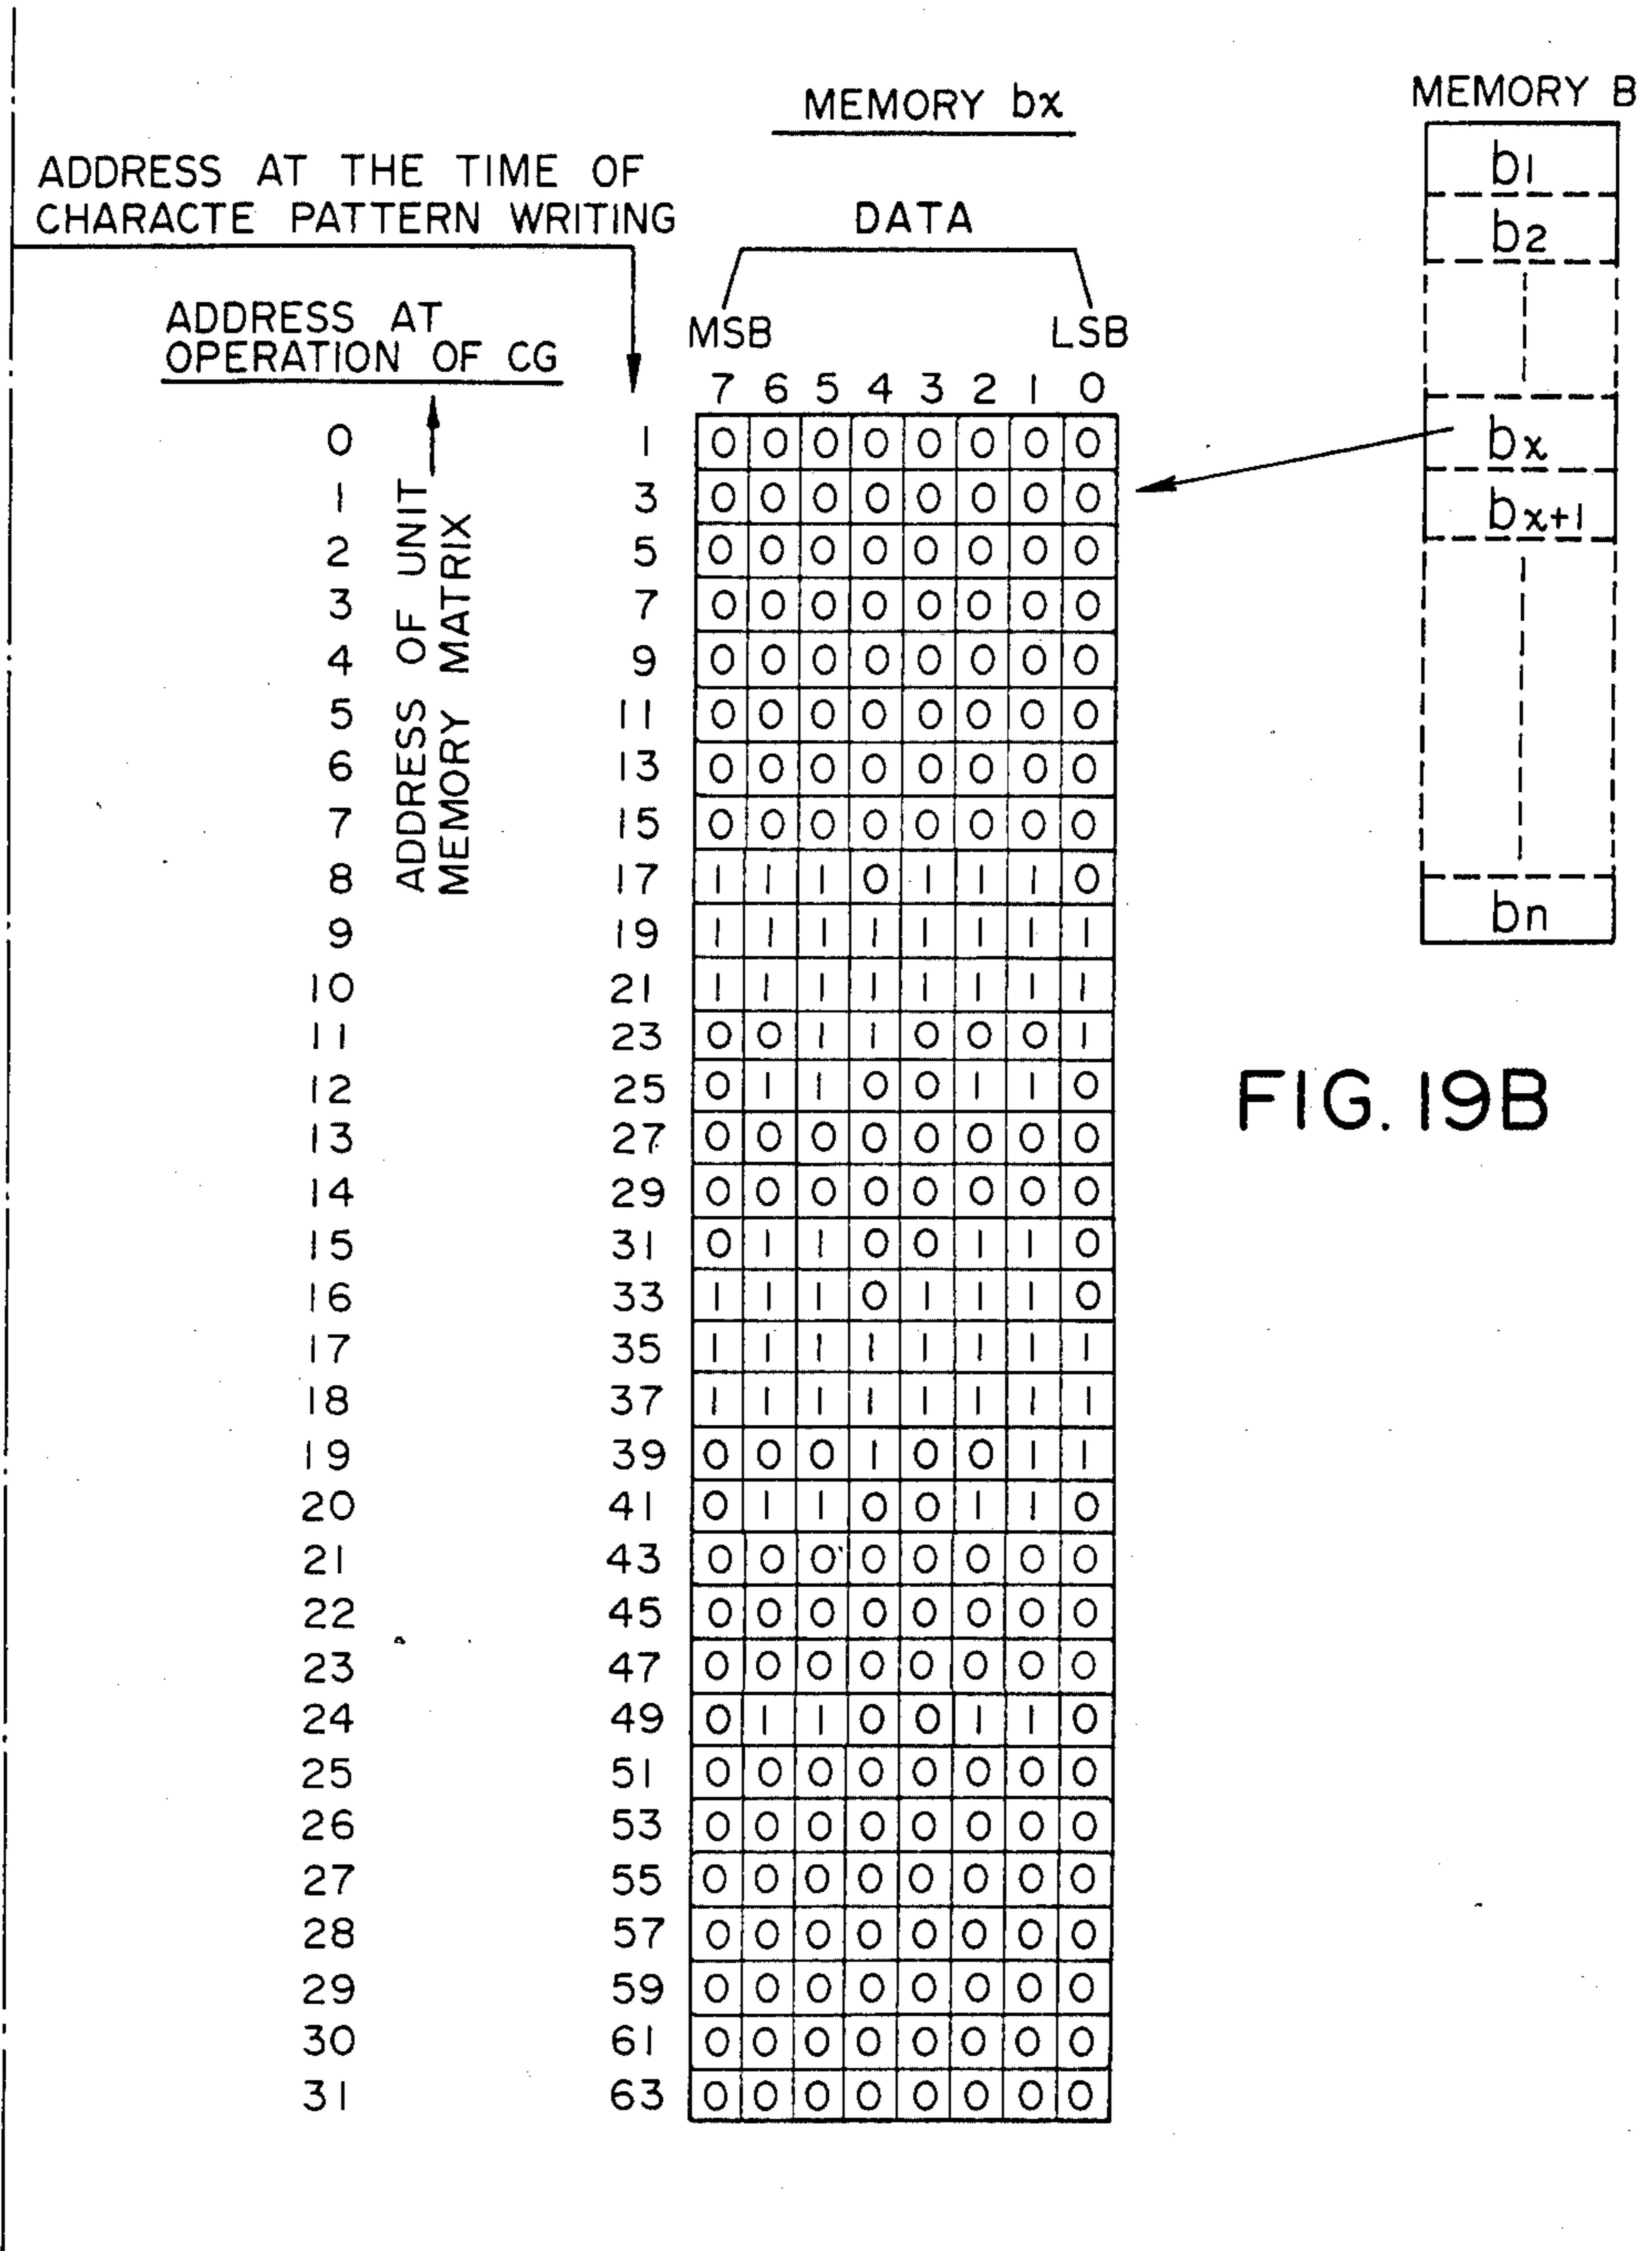 MEMORY bx
MEMORY B
ADDRESS AT THE TIME OF
CHARACTE PATTERN WRITING
DATA
ADDRESS AT
OPERATION OF CG
MSB LSB
7 6 5 4 3 2 1 0
ADDRESS OF UNIT
MEMORY MATRIX
0 1 0 0 0 0 0 0 0 0
1 3 0 0 0 0 0 0 0 0
2 5 0 0 0 0 0 0 0 0
3 7 0 0 0 0 0 0 0 0
4 9 0 0 0 0 0 0 0 0
5 11 0 0 0 0 0 0 0 0
6 13 0 0 0 0 0 0 0 0
7 15 0 0 0 0 0 0 0 0
8 17 1 1 1 0 1 1 1 0
9 19 1 1 1 1 1 1 1 1
10 21 1 1 1 1 1 1 1 1
11 23 0 0 1 1 0 0 0 1
12 25 0 1 1 0 0 1 1 0
13 27 0 0 0 0 0 0 0 0
14 29 0 0 0 0 0 0 0 0
15 31 0 1 1 0 0 1 1 0
16 33 1 1 1 0 1 1 1 0
17 35 1 1 1 1 1 1 1 1
18 37 1 1 1 1 1 1 1 1
19 39 0 0 0 1 0 0 1 1
20 41 0 1 1 0 0 1 1 0
21 43 0 0 0 0 0 0 0 0
22 45 0 0 0 0 0 0 0 0
23 47 0 0 0 0 0 0 0 0
24 49 0 1 1 0 0 1 1 0
25 51 0 0 0 0 0 0 0 0
26 53 0 0 0 0 0 0 0 0
27 55 0 0 0 0 0 0 0 0
28 57 0 0 0 0 0 0 0 0
29 59 0 0 0 0 0 0 0 0
30 61 0 0 0 0 0 0 0 0
31 63 0 0 0 0 0 0 0 0
b1
b2
bx
bx+1
bn
FIG. 19B